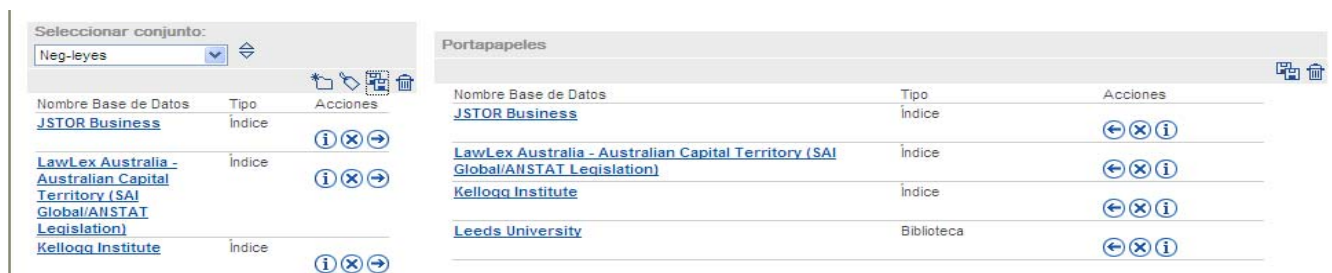 Seleccionar conjunto:
Neg-leyes
Nombre Base de Datos Tipo Acciones
JSTOR Business Índice
LawLex Australia - Índice
Australian Capital
Territory (SAI
Global/ANSTAT
Legislation)
Kellogg Institute Índice
Portapapeles
Nombre Base de Datos Tipo Acciones
JSTOR Business Índice
LawLex Australia - Australian Capital Territory (SAI Índice
Global/ANSTAT Legislation)
Kellogg Institute Índice
Leeds University Biblioteca